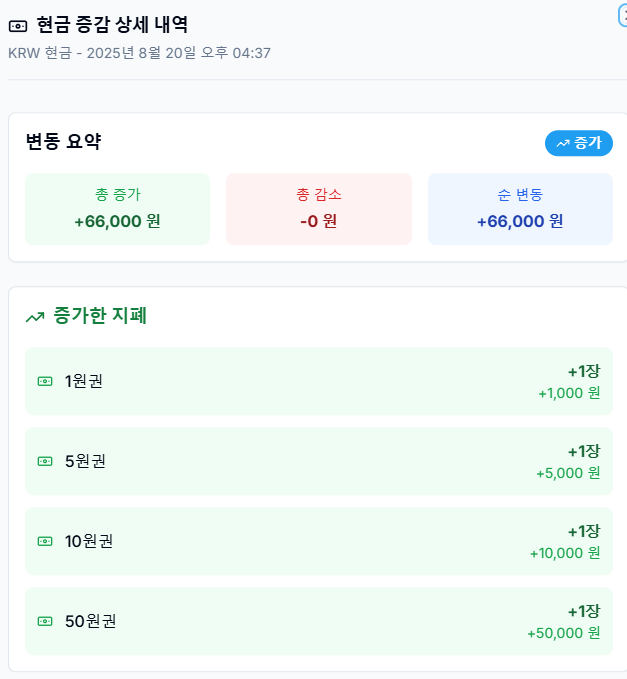 현금 증감 상세 내역
KRW 현금 - 2025년 8월 20일 오후 04:37
변동 요약
증가
총 증가
+66,000 원
총 감소
-0 원
순 변동
+66,000 원
증가한 지폐
1원권
+1장
+1,000 원
5원권
+1장
+5,000 원
10원권
+1장
+10,000 원
50원권
+1장
+50,000 원